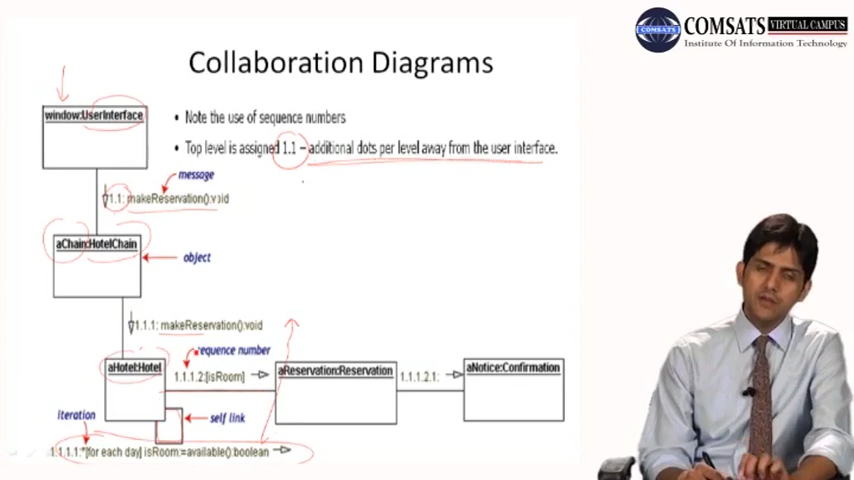 COMSATS VIRTUAL CAMPUS
COMSATS
Institute Of Information Technology
Collaboration Diagrams
window:UserInterface
• Note the use of sequence numbers
• Top level is assigned 1.1 – additional dots per level away from the user interface.
message
1.1: makeReservation():void
aChain:HotelChain
object
1.1.1: makeReservation():void
sequence number
aHotel:Hotel
1.1.1.2:[isRoom]
aReservation:Reservation
1.1.1.2.1:
aNotice:Confirmation
iteration
self link
1.1.1.1:*[for each day] isRoom:=available():boolean